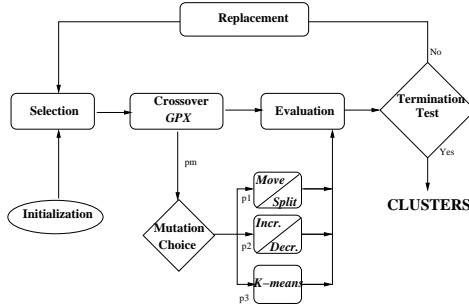 Replacement
No
Selection
Crossover
GPX
Evaluation
Termination
Test
pm
Yes
Initialization
Mutation
Choice
p1
Move
Split
p2
Incr.
Decr.
p3
K-means
CLUSTERS